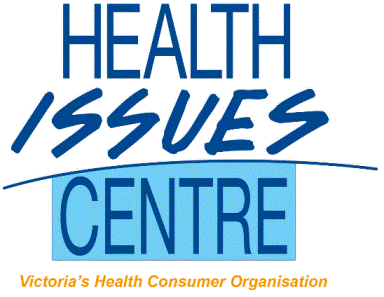 HEALTH
ISSUES
CENTRE
Victoria's Health Consumer Organisation